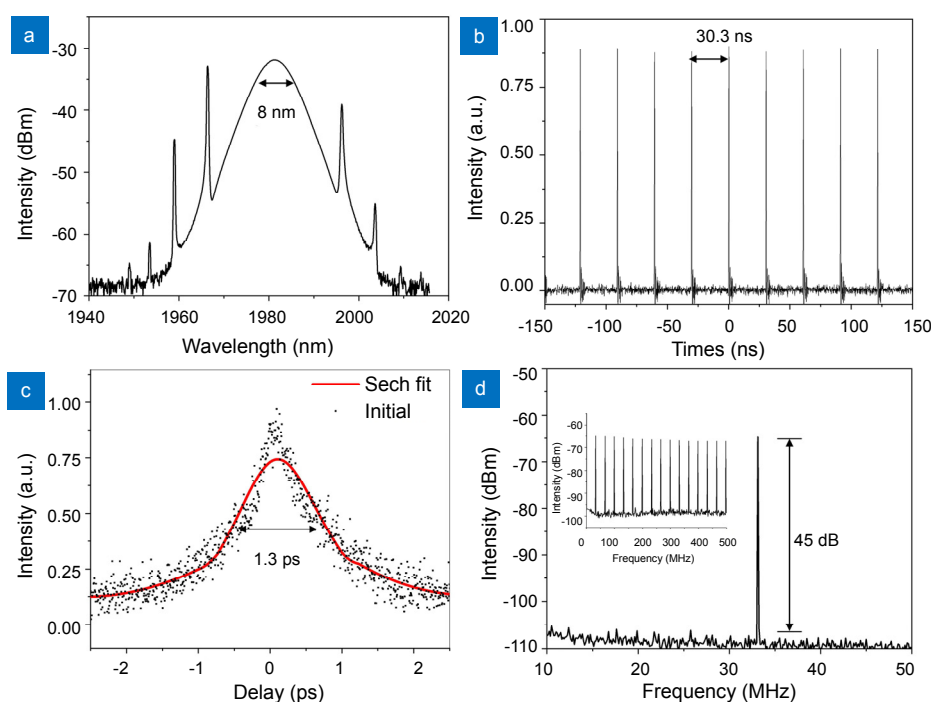 a
-30
-40
-50
-60
-70
1940
1960
1980
2000
2020
Intensity (dBm)
Wavelength (nm)
8 nm
b
1.00
0.75
0.50
0.25
0.00
-150
-100
-50
0
50
100
150
Intensity (a.u.)
Times (ns)
30.3 ns
c
1.00
0.75
0.50
0.25
0.00
-2
-1
0
1
2
Intensity (a.u.)
Delay (ps)
Sech fit
Initial
1.3 ps
d
-50
-60
-70
-80
-90
-100
-110
10
20
30
40
50
Intensity (dBm)
Frequency (MHz)
45 dB
-60
-70
-80
-90
-100
0
100
200
300
400
500
Intensity (dBm)
Frequency (MHz)